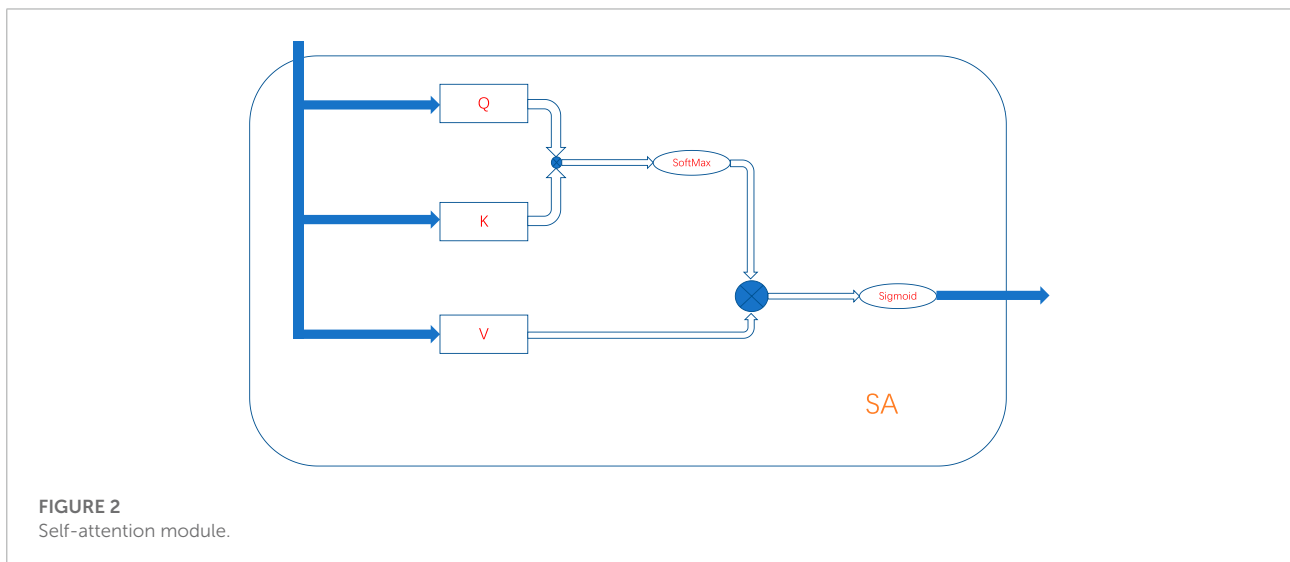 Q
SoftMax
K
Sigmoid
V
SA
FIGURE 2
Self-attention module.